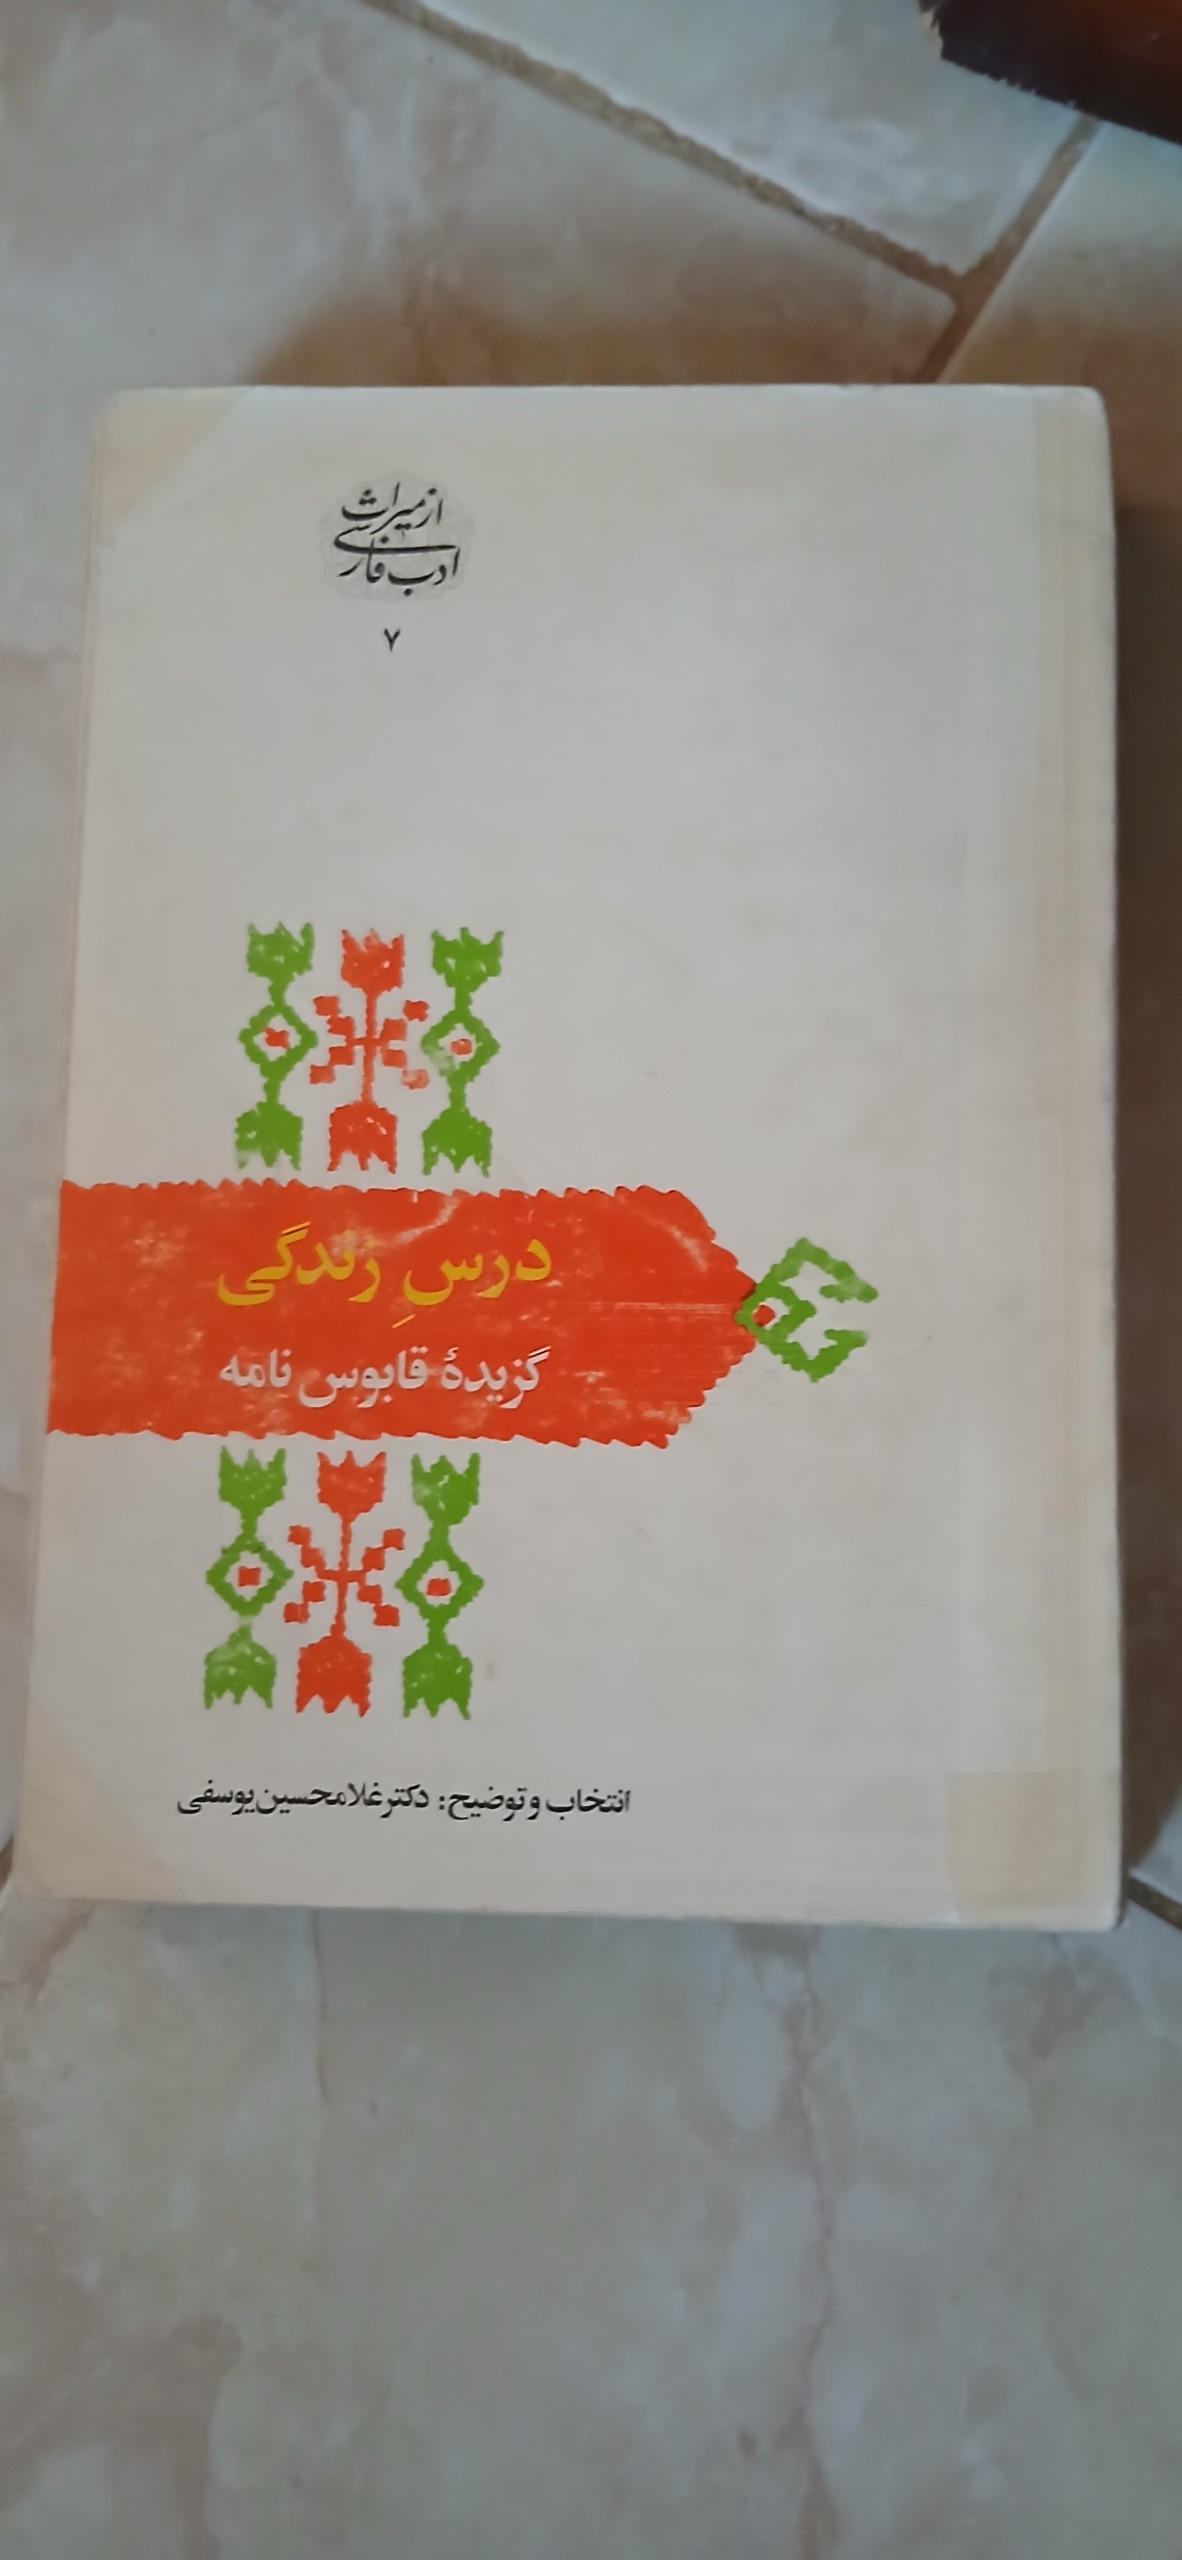 از میراث
ادب فارسی
۷
درسِ زندگی
گزیدهٔ قابوس نامه
انتخاب و توضیح: دکتر غلامحسین یوسفی